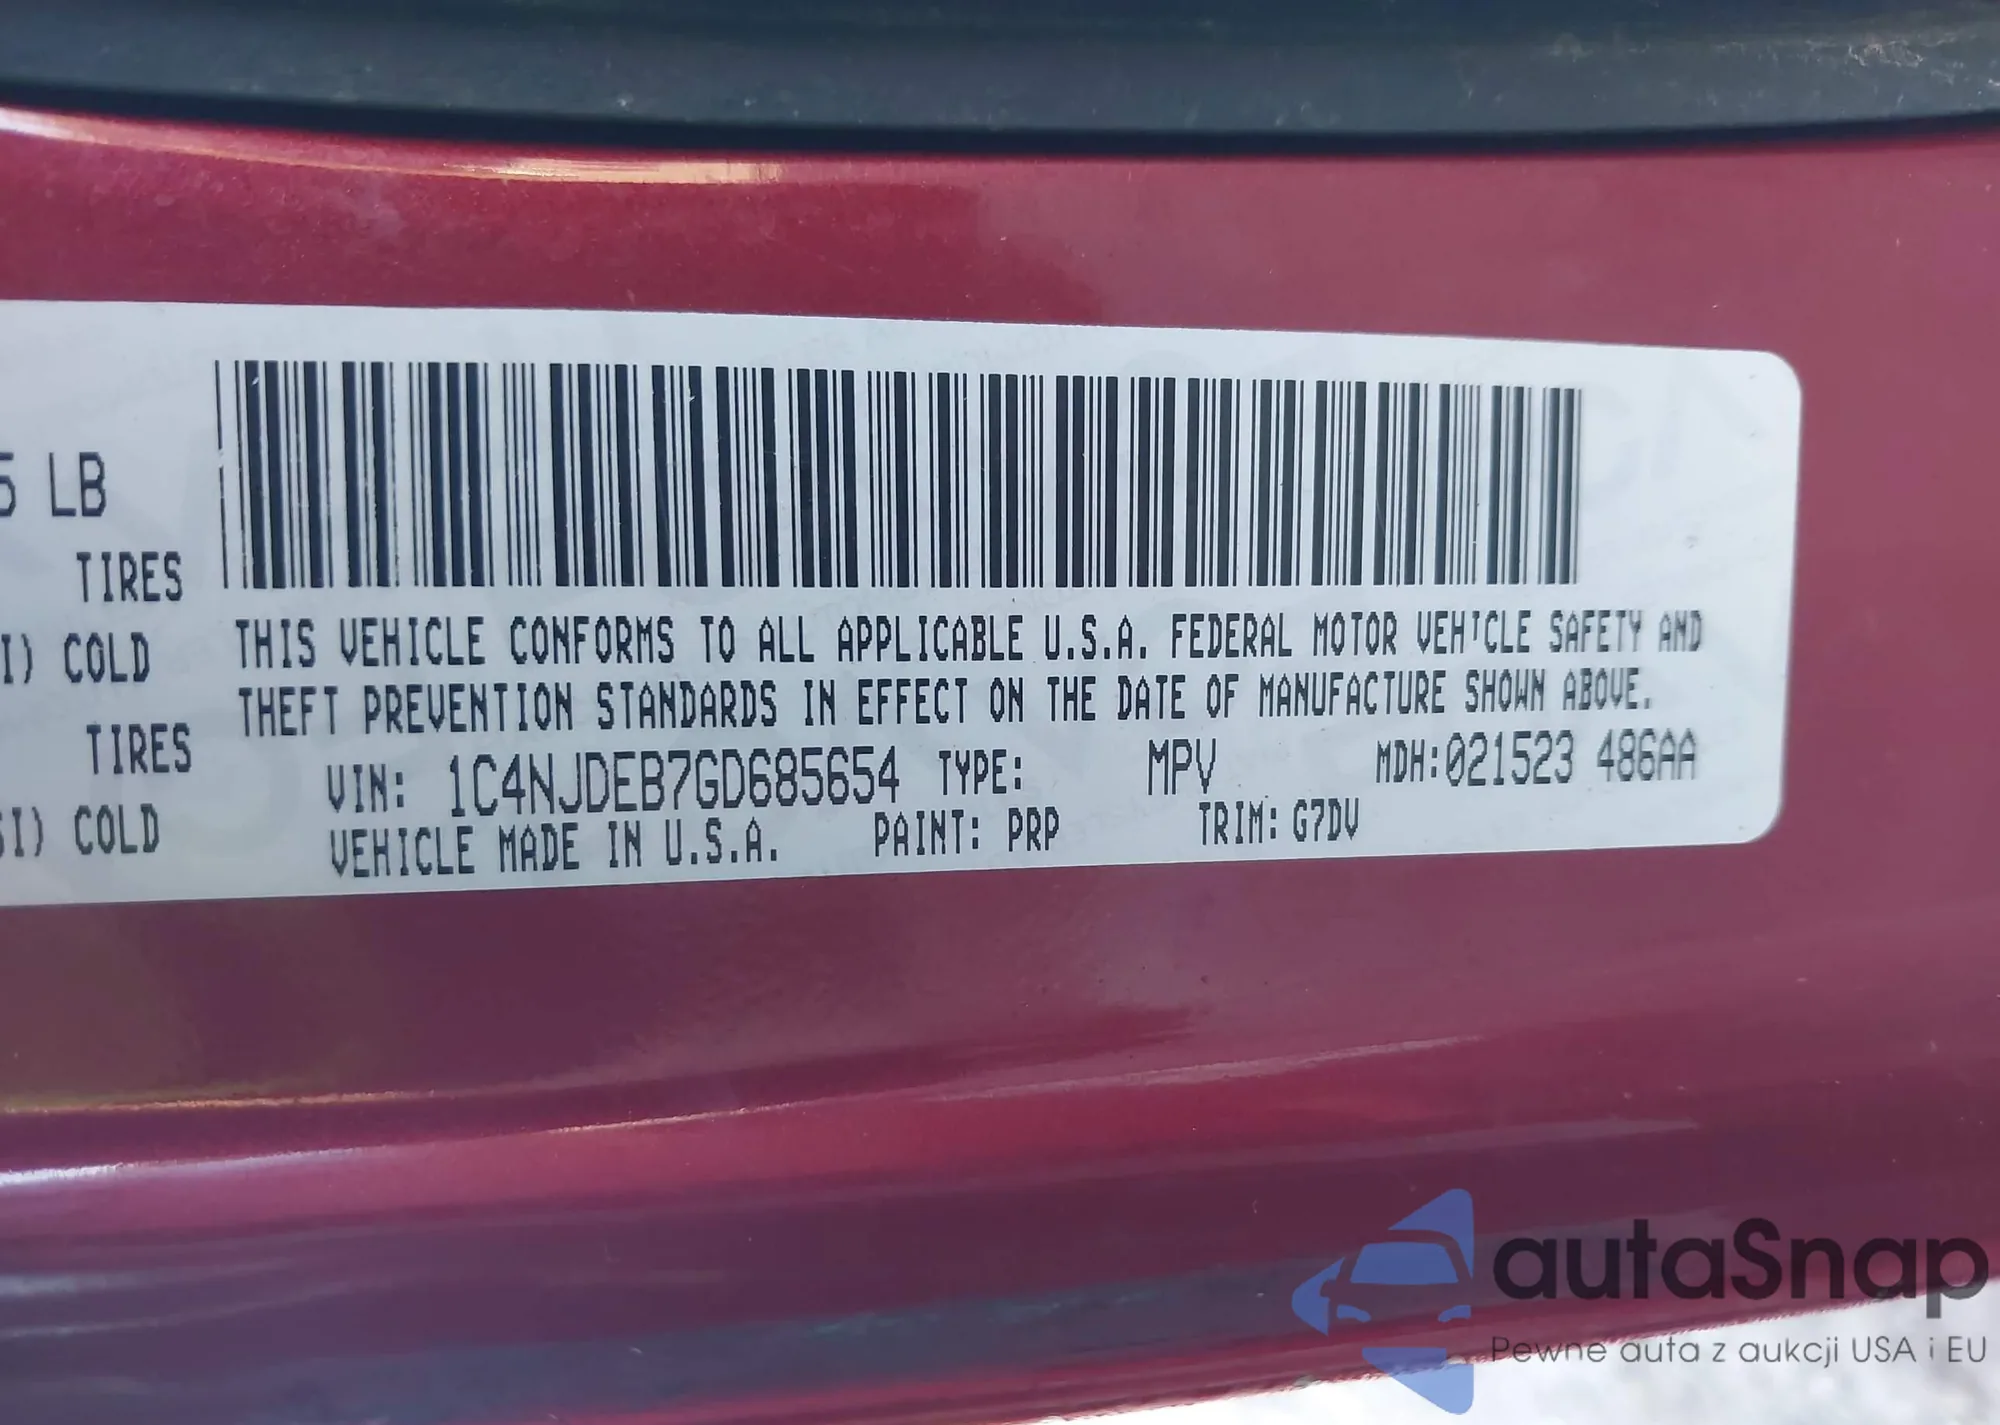 5 LB
TIRES
I) COLD
TIRES
SI) COLD
THIS VEHICLE CONFORMS TO ALL APPLICABLE U.S.A. FEDERAL MOTOR VEHICLE SAFETY AND
THEFT PREVENTION STANDARDS IN EFFECT ON THE DATE OF MANUFACTURE SHOWN ABOVE.
VIN: 1C4NJDEB7GD685654 TYPE: MPV MDH:021523 486AA
VEHICLE MADE IN U.S.A. PAINT: PRP TRIM: G7DV
autaSnap
Pewne auta z aukcji USA i EU